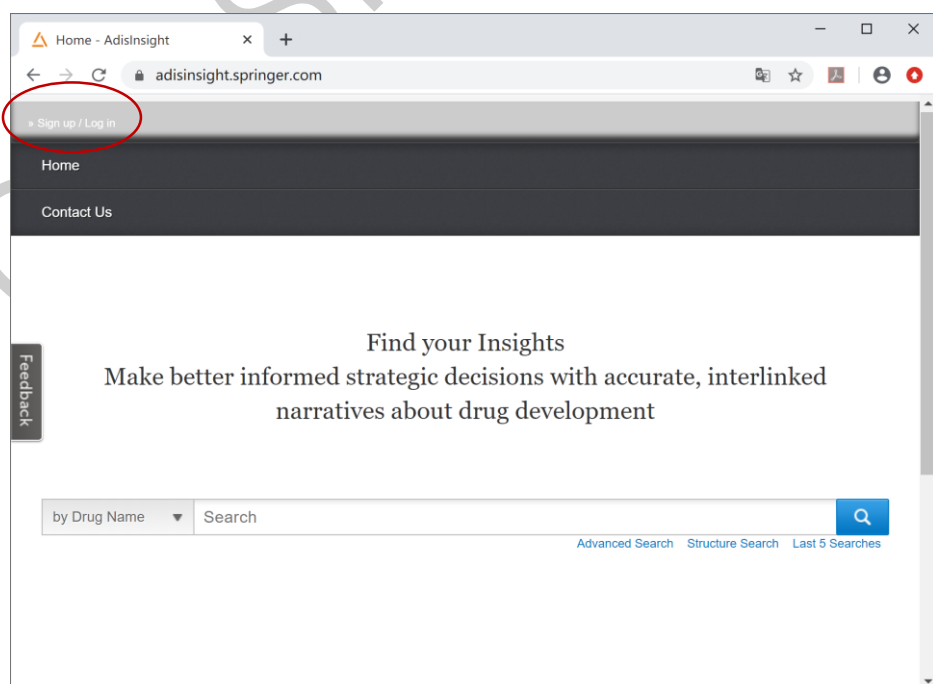 Home - AdisInsight
adisinsight.springer.com
» Sign up / Log in
Home
Contact Us
Find your Insights
Make better informed strategic decisions with accurate, interlinked
narratives about drug development
Feedback
by Drug Name Search
Advanced Search Structure Search Last 5 Searches